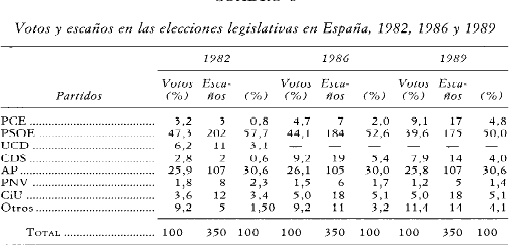 Votos y escaños en las elecciones legislativas en España, 1982, 1986 y 1989
1982 1986 1989
Votos Esca- Votos Esca- Votos Esca-
Partidos (%) ños (%) (%) ños (%) (%) ños (%)
PCE 3,2 3 0,8 4,7 7 2,0 9,1 17 4,8
PSOE 47,3 202 57,7 44,1 184 52,6 39,6 175 50,0
UCD 6,2 11 3,1 — — — — — —
CDS 2,8 2 0,6 9,2 19 5,4 7,9 14 4,0
AP 25,9 107 30,6 26,1 105 30,0 25,8 107 30,6
PNV 1,8 8 2,3 1,5 6 1,7 1,2 5 1,4
CiU 3,6 12 3,4 5,0 18 5,1 5,0 18 5,1
Otros 9,2 5 1,50 9,2 11 3,2 11,4 14 4,1
TOTAL 100 350 100 100 350 100 100 350 100